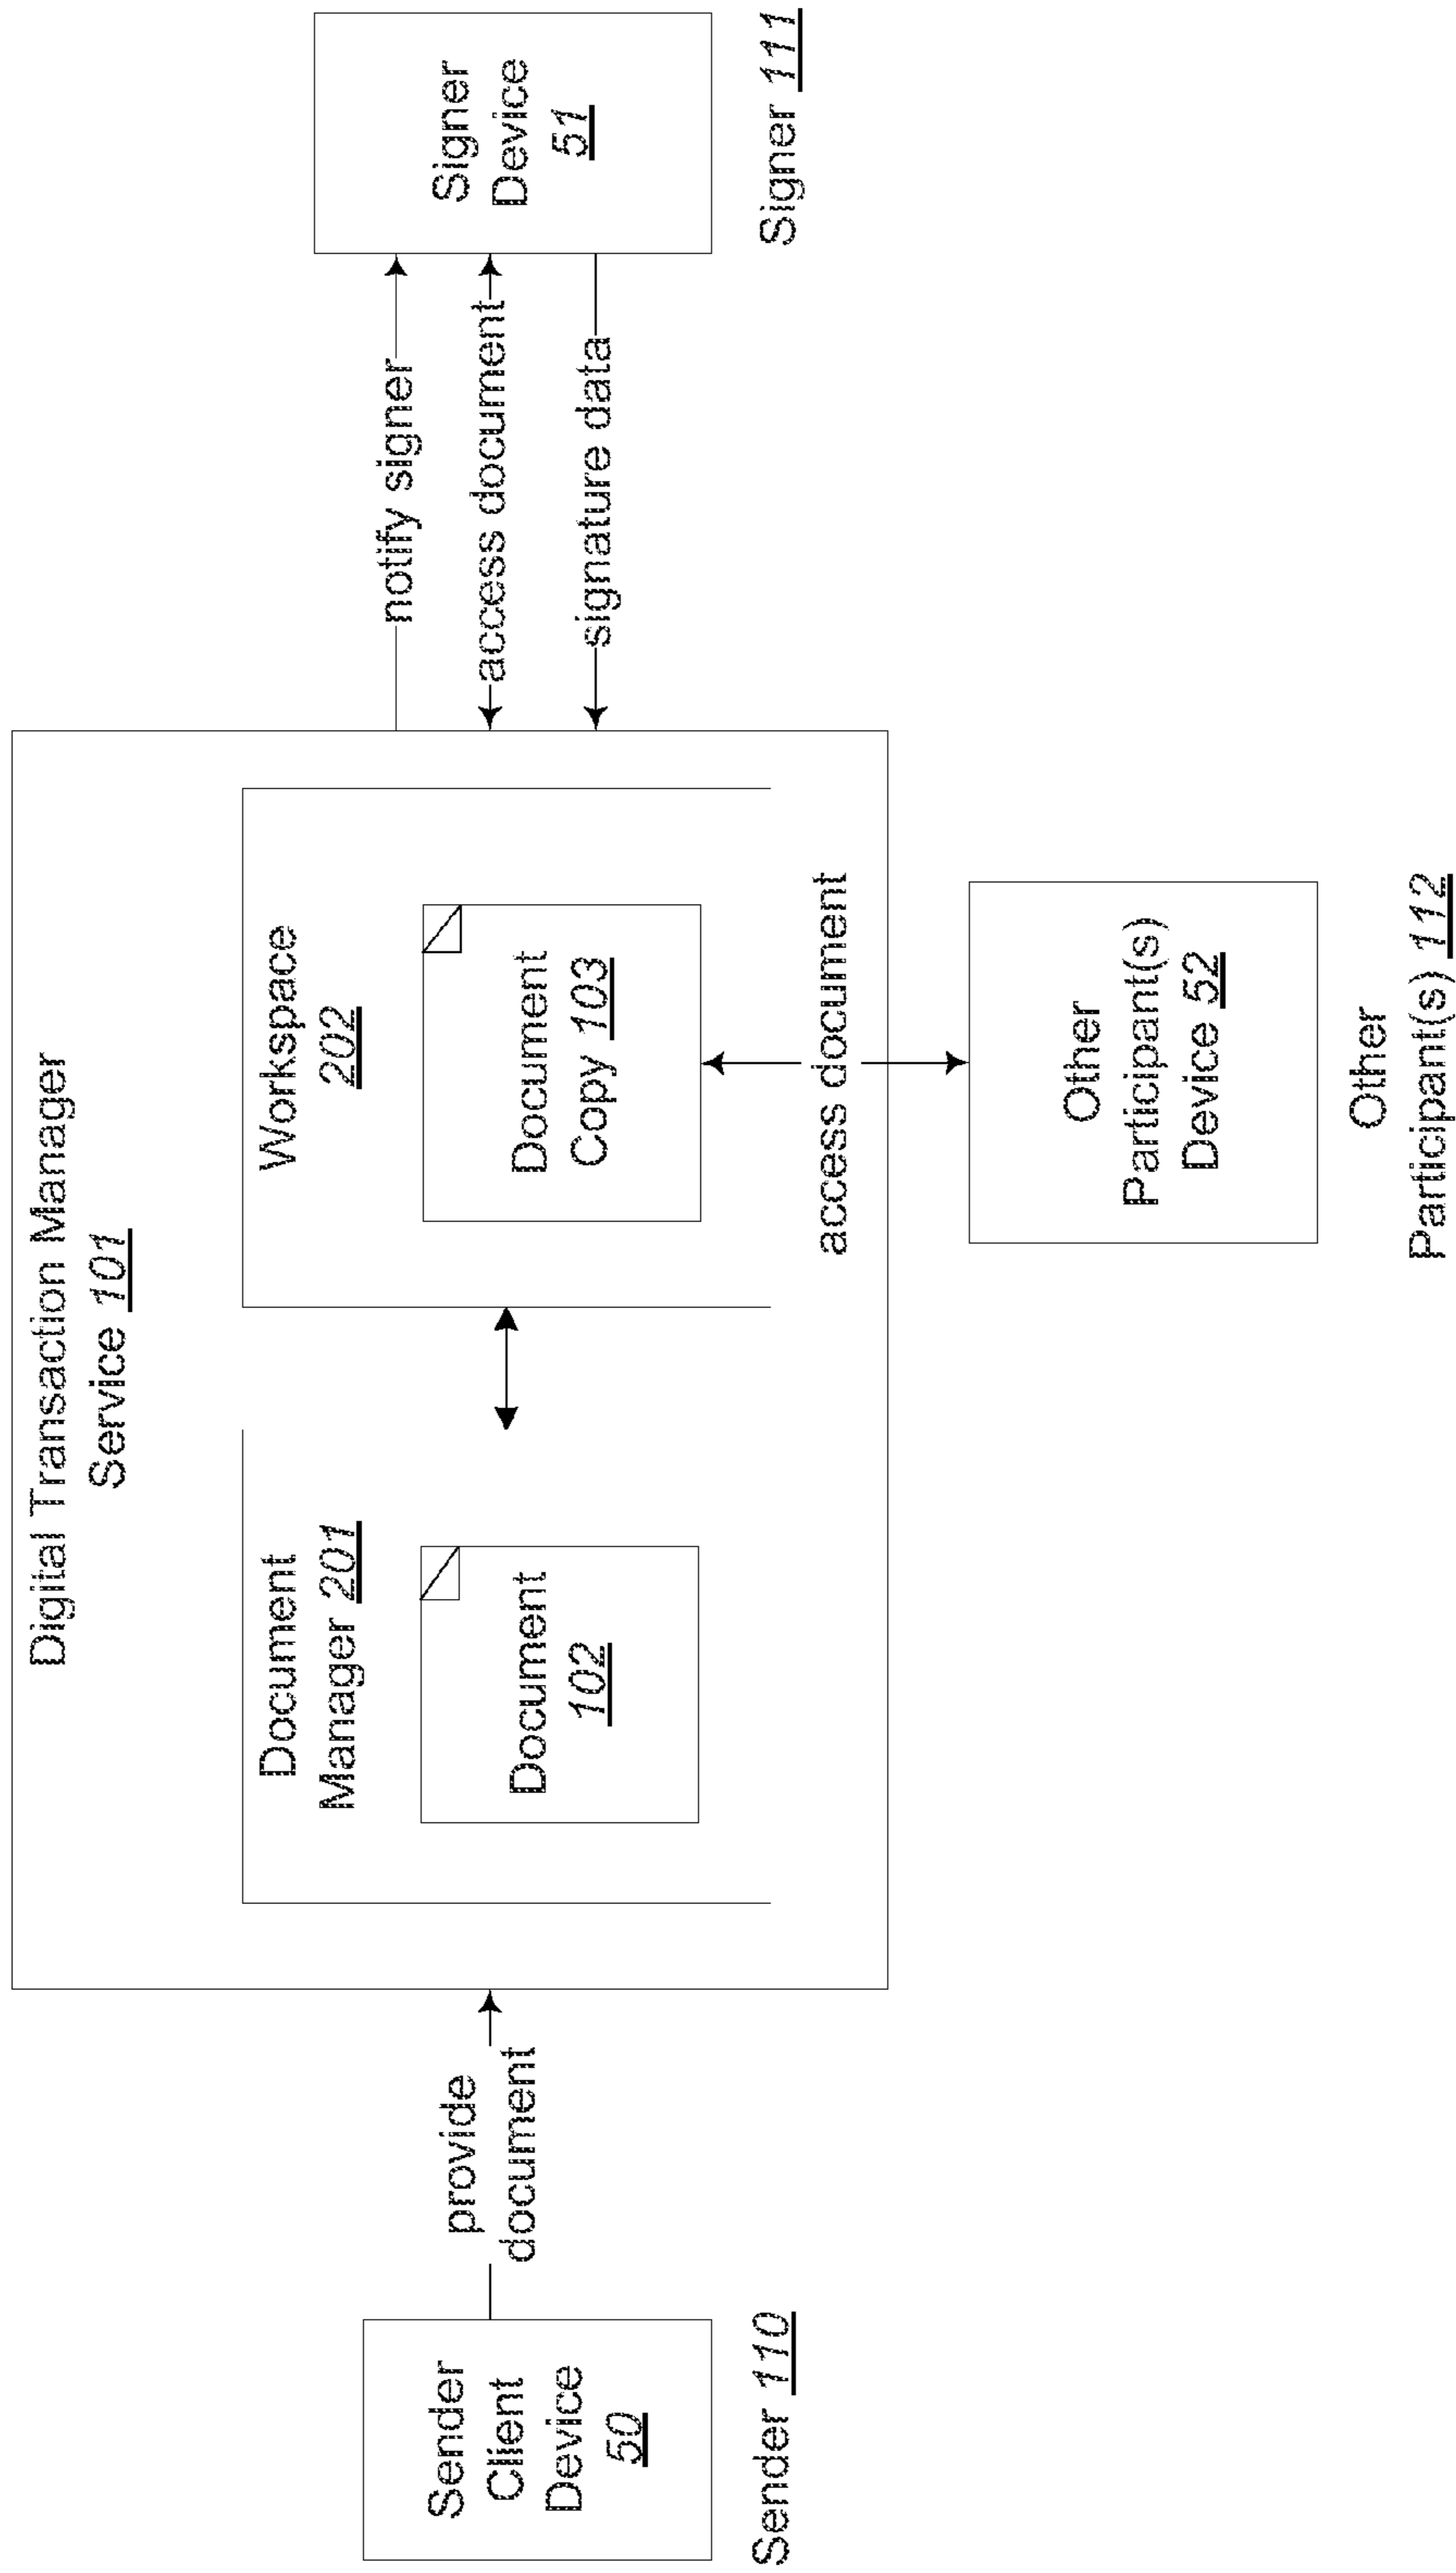 Digital Transaction Manager
Service 101
Sender
Client
Device
50
Sender 110
provide
document
Document
Manager 201
Document
102
Workspace
202
Document
Copy 103
access document
notify signer
access document
signature data
Signer
Device
51
Signer 111
Other
Participant(s)
Device 52
Other
Participant(s) 112